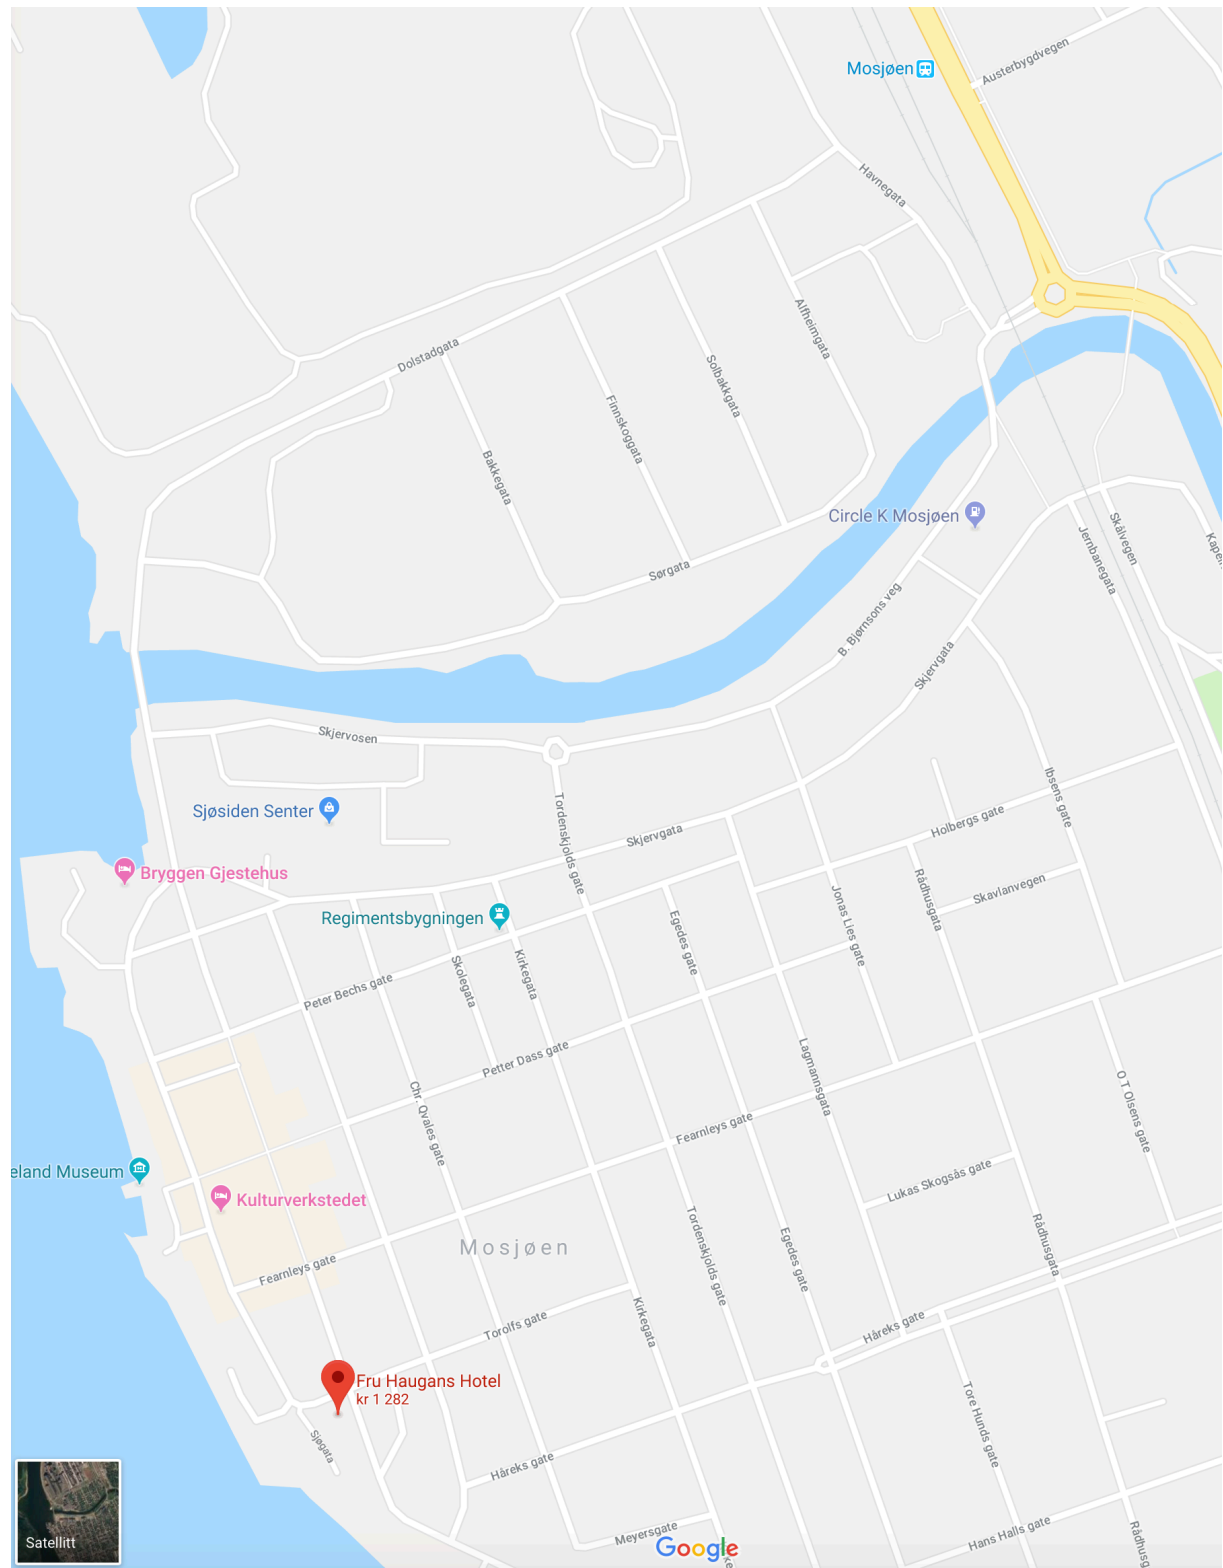 Mosjøen
Austerbygdvegen
Havnegata
Alfheimgata
Dolstadgata
Solbakkgata
Finnskoggata
Bakkegata
Circle K Mosjøen
Skålvegen
Jernbanegata
Sørgata
B. Bjørnsons veg
Skjervgata
Skjervosen
Ibsens gate
Sjøsiden Senter
Tordenskjolds gate
Skjervgata
Holbergs gate
Bryggen Gjestehus
Rådhusgata
Skavlanvegen
Regimentsbygningen
Egedes gate
Jonas Lies gate
Skolegata
Kirkegata
Peter Bechs gate
Petter Dass gate
Lagmannsgata
Chr. Qvales gate
O T Olsens gate
Fearnleys gate
eland Museum
Kulturverkstedet
Lukas Skogsås gate
Mosjøen
Tordenskjolds gate
Egedes gate
Rådhusgata
Fearnleys gate
Torolfs gate
Kirkegata
Håreks gate
Fru Haugans Hotel
kr 1 282
Tore Hunds gate
Sjøgata
Håreks gate
Satellitt
Meyersgate
Google
Hans Halls gate